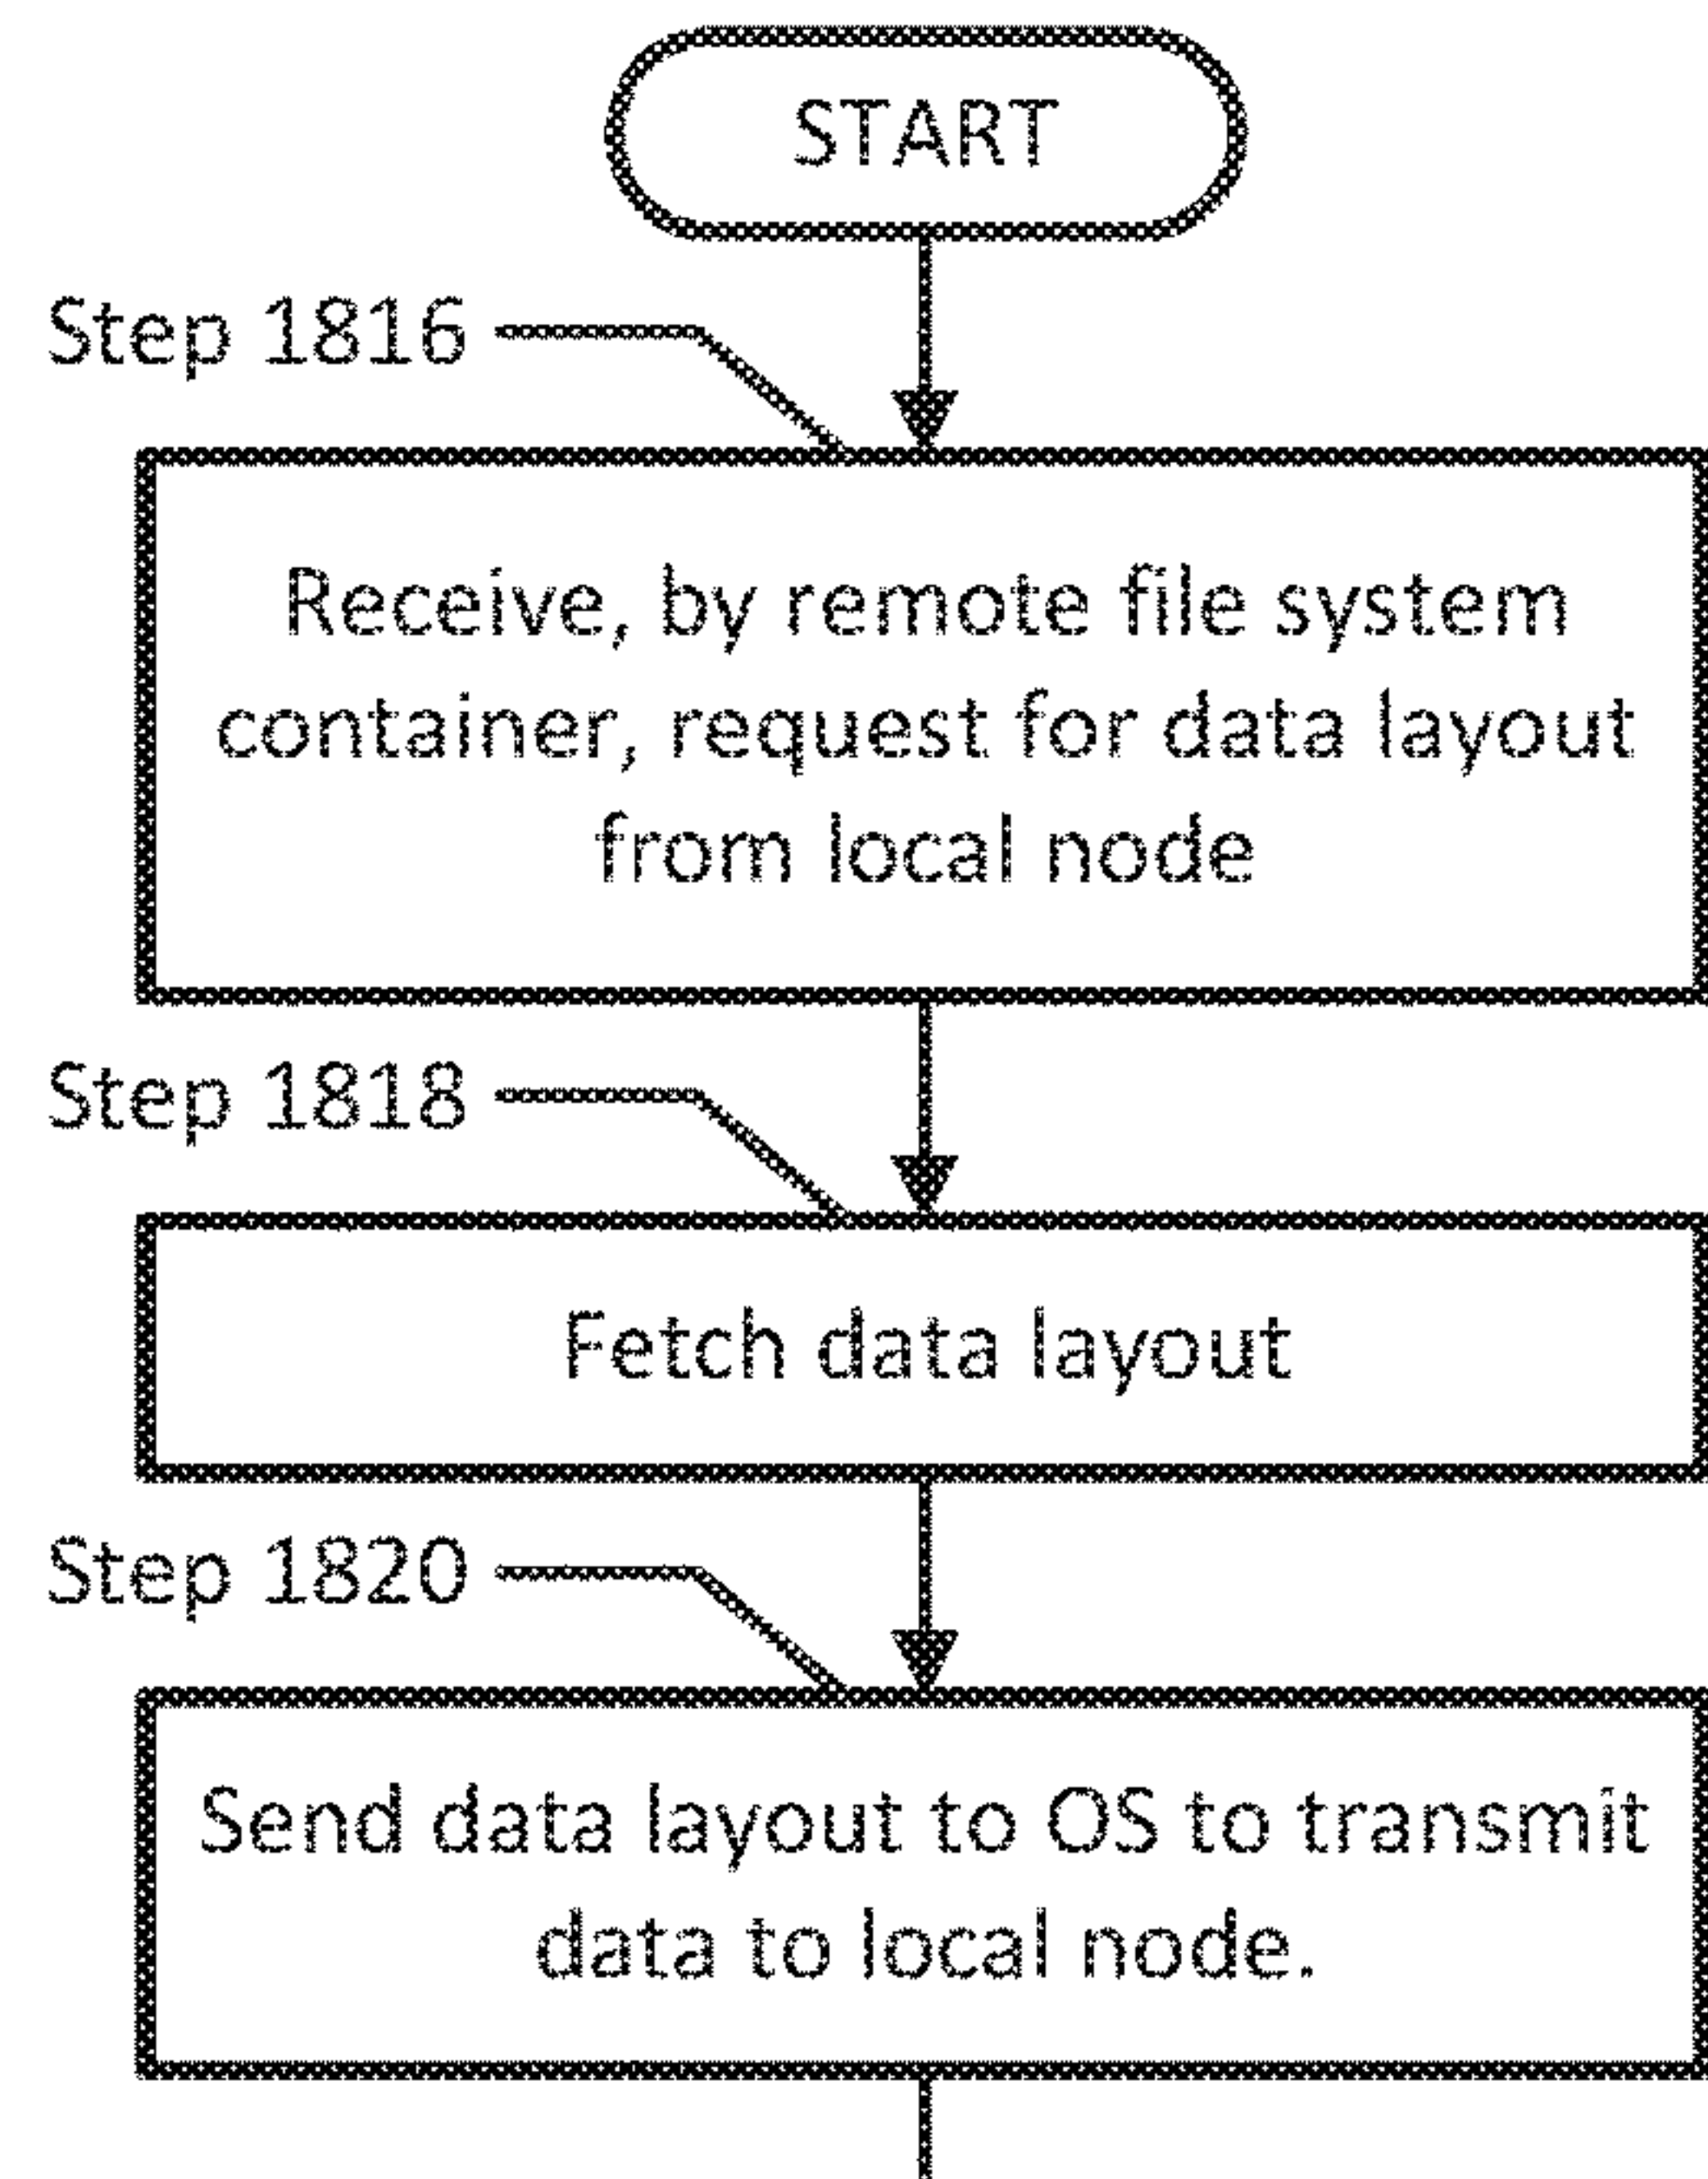 START
Step 1816
Receive, by remote file system
container, request for data layout
from local node
Step 1818
Fetch data layout
Step 1820
Send data layout to OS to transmit
data to local node.